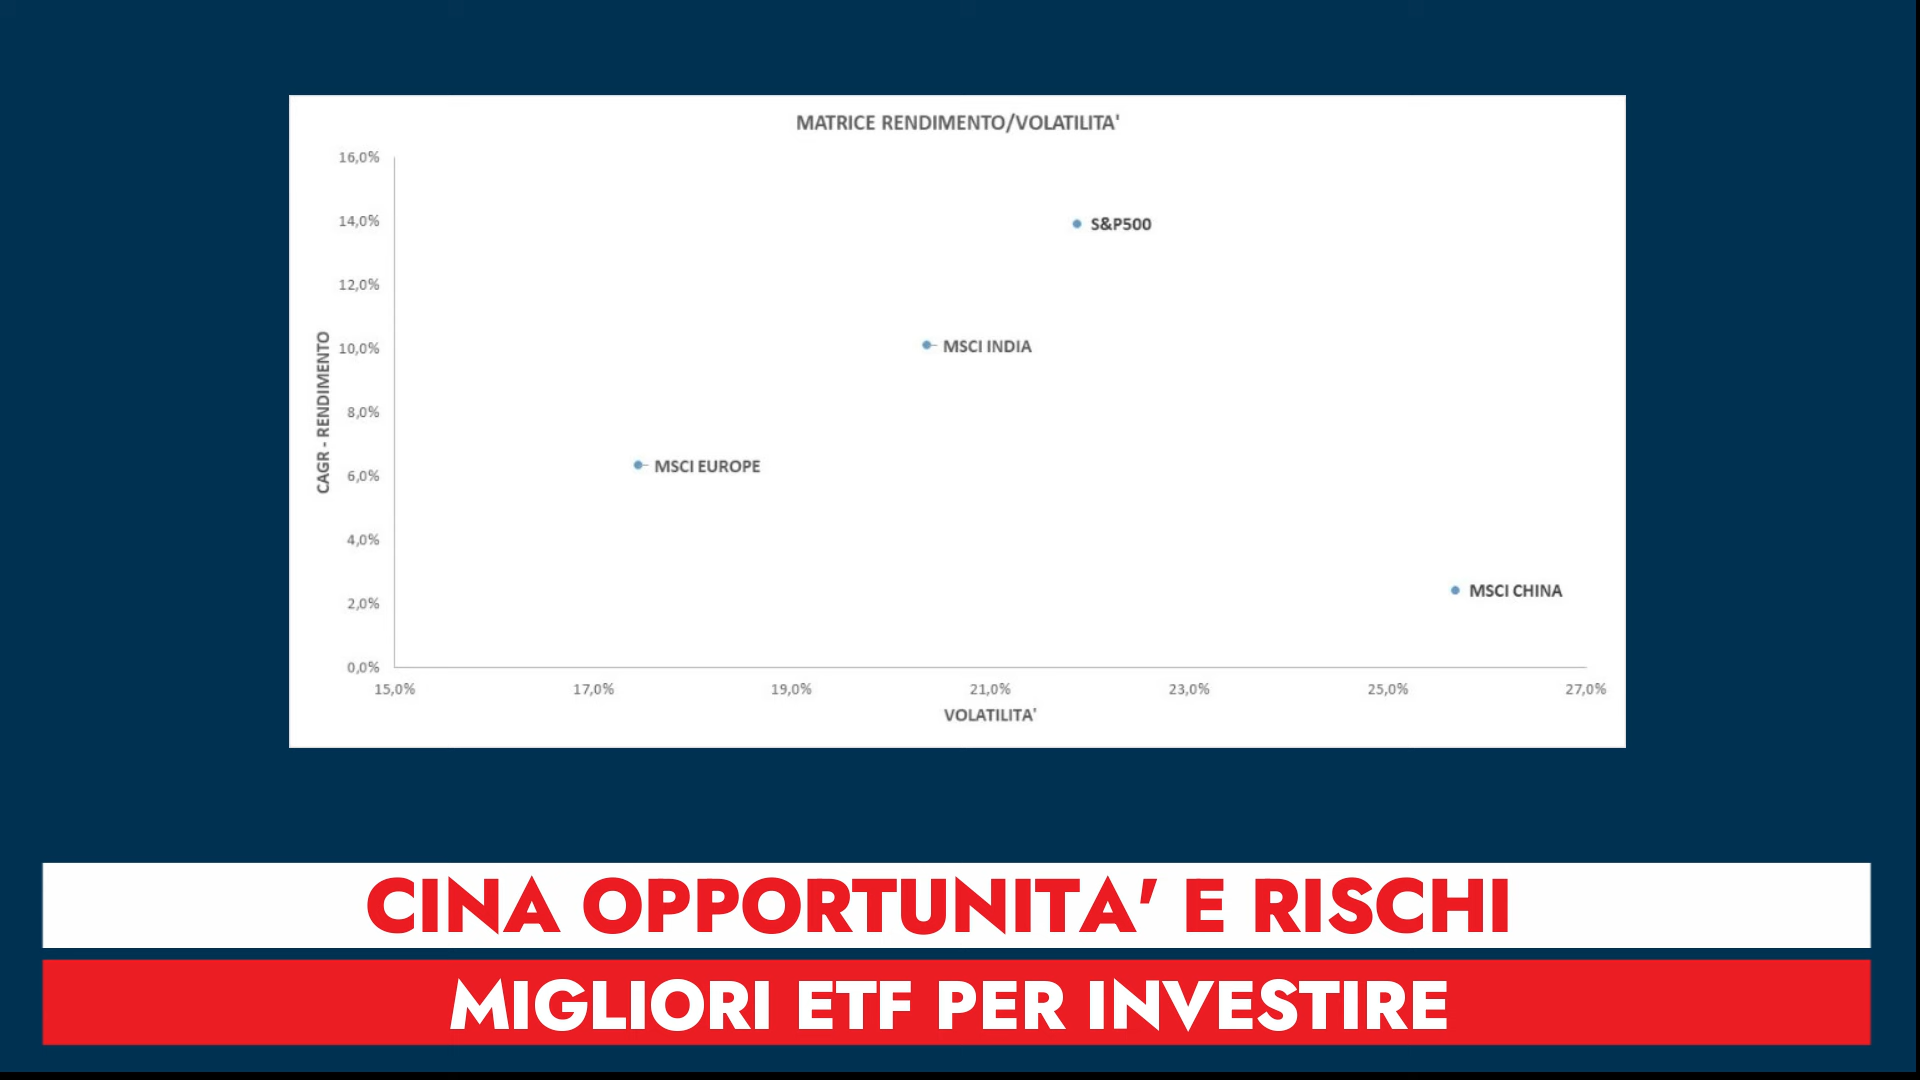 MATRICE RENDIMENTO/VOLATILITA'
16,0%
14,0%
12,0%
10,0%
8,0%
6,0%
4,0%
2,0%
0,0%
CAGR - RENDIMENTO
S&P500
MSCI INDIA
MSCI EUROPE
MSCI CHINA
15,0% 17,0% 19,0% 21,0% 23,0% 25,0% 27,0%
VOLATILITA'
CINA OPPORTUNITA' E RISCHI
MIGLIORI ETF PER INVESTIRE